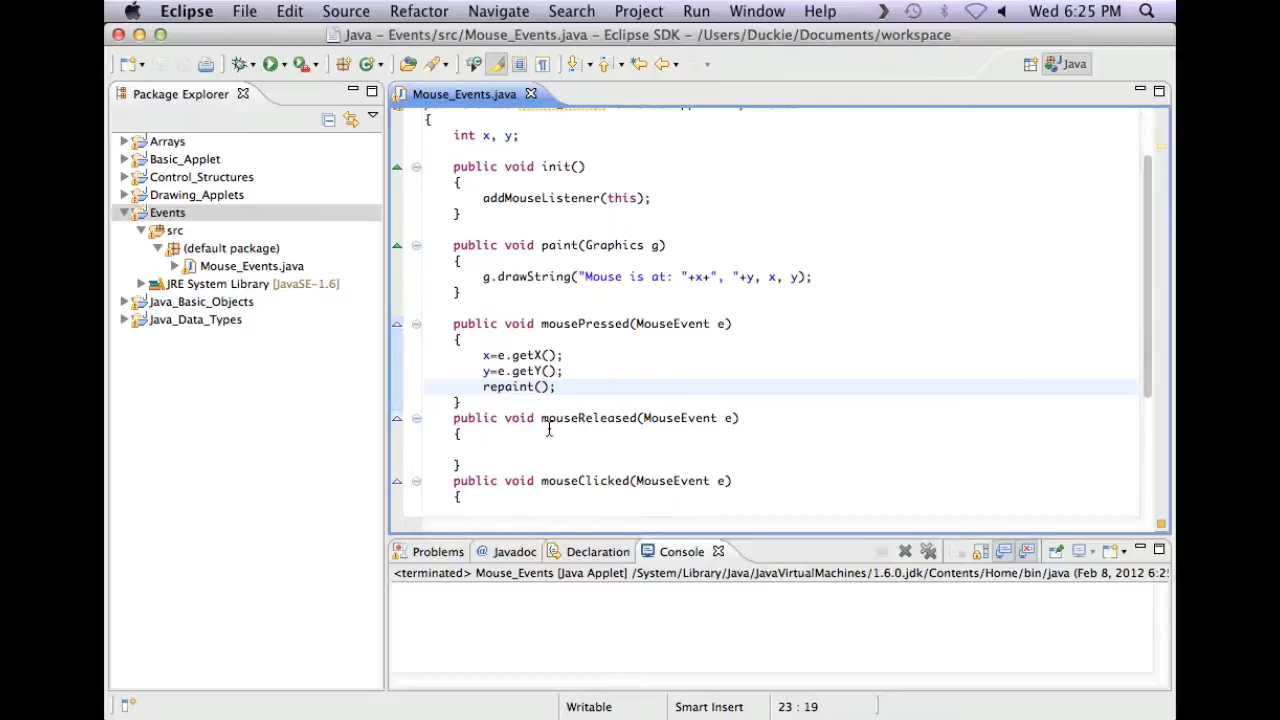 Eclipse File Edit Source Refactor Navigate Search Project Run Window Help Wed 6:25 PM
Java – Events/src/Mouse_Events.java – Eclipse SDK – /Users/Duckie/Documents/workspace
Java
Package Explorer
Arrays
Basic_Applet
Control_Structures
Drawing_Applets
Events
src
(default package)
Mouse_Events.java
JRE System Library [JavaSE-1.6]
Java_Basic_Objects
Java_Data_Types
Mouse_Events.java
{
int x, y;
public void init()
{
addMouseListener(this);
}
public void paint(Graphics g)
{
g.drawString("Mouse is at: "+x+", "+y, x, y);
}
public void mousePressed(MouseEvent e)
{
x=e.getX();
y=e.getY();
repaint();
}
public void mouseReleased(MouseEvent e)
{
}
public void mouseClicked(MouseEvent e)
{
Problems @ Javadoc Declaration Console
<terminated> Mouse_Events [Java Applet] /System/Library/Java/JavaVirtualMachines/1.6.0.jdk/Contents/Home/bin/java (Feb 8, 2012 6:25
Writable Smart Insert 23 : 19